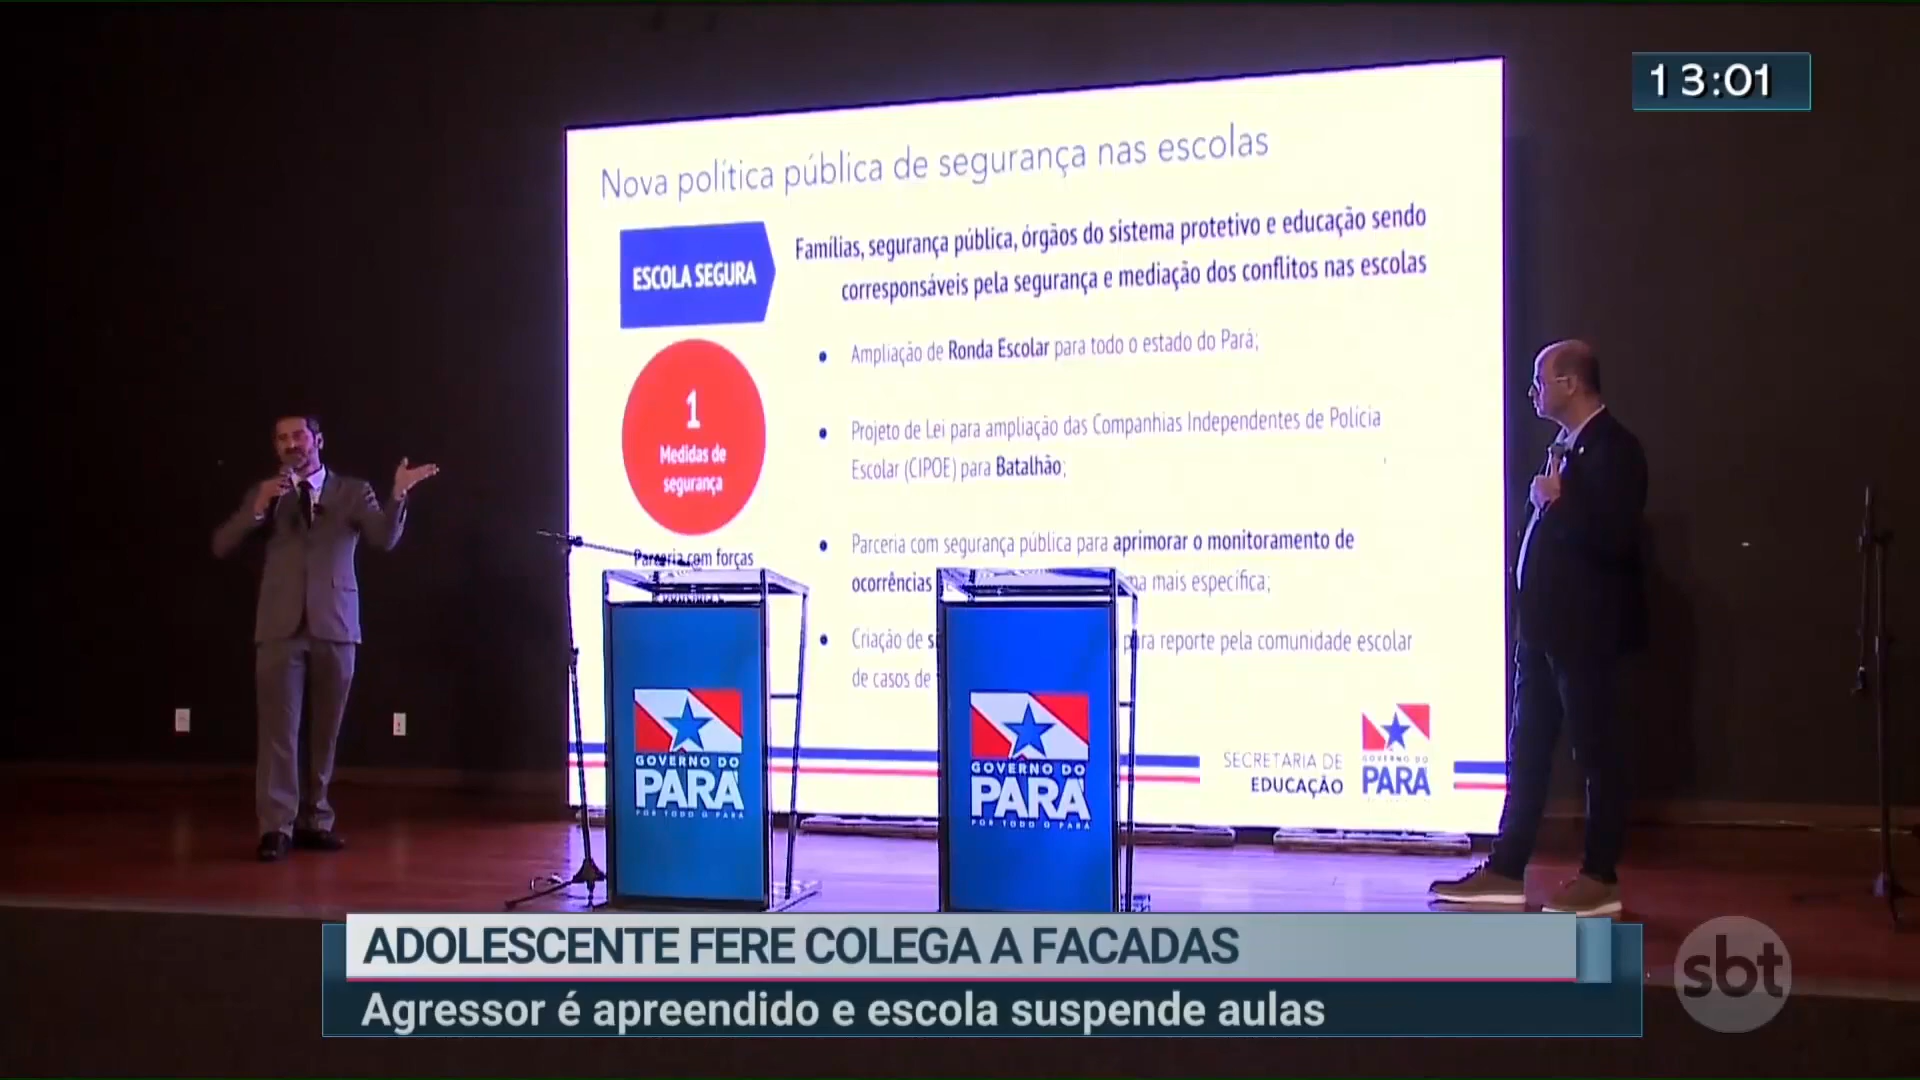 13:01
Nova política pública de segurança nas escolas
ESCOLA SEGURA
Famílias, segurança pública, órgãos do sistema protetivo e educação sendo
corresponsáveis pela segurança e mediação dos conflitos nas escolas
1
Medidas de
segurança
Parceria com forças
• Ampliação de Ronda Escolar para todo o estado do Pará;
• Projeto de Lei para ampliação das Companhias Independentes de Polícia
Escolar (CIPOE) para Batalhão;
• Parceria com segurança pública para aprimorar o monitoramento de
ocorrências mais específica;
• Criação de para reporte pela comunidade escolar
de casos de
SECRETARIA DE
EDUCAÇÃO
GOVERNO DO
PARÁ
GOVERNO DO
PARÁ
POR TODO O PARÁ
GOVERNO DO
PARÁ
POR TODO O PARÁ
ADOLESCENTE FERE COLEGA A FACADAS
Agressor é apreendido e escola suspende aulas
sbt